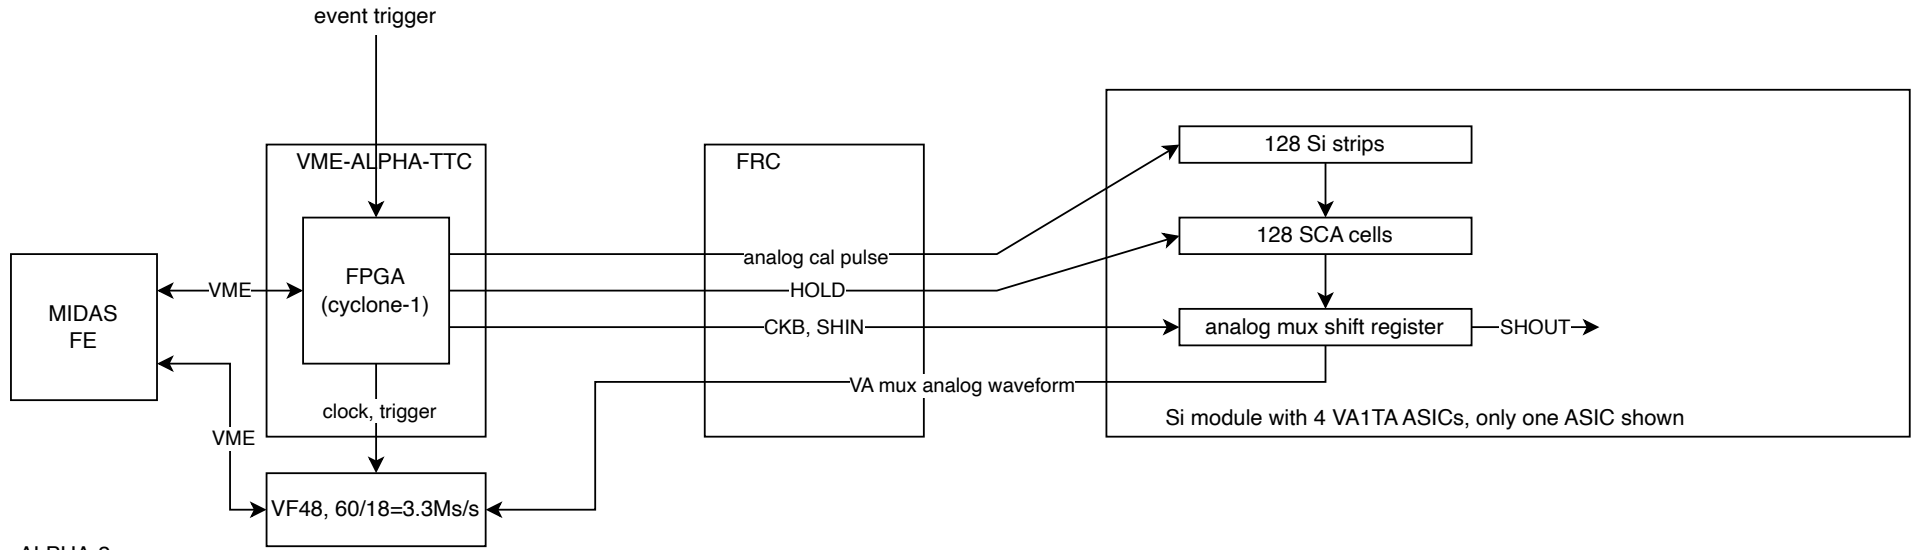 event trigger
VME-ALPHA-TTC
FRC
128 Si strips
128 SCA cells
analog cal pulse
FPGA
(cyclone-1)
VME
HOLD
MIDAS
FE
CKB, SHIN
analog mux shift register
SHOUT
VA mux analog waveform
clock, trigger
Si module with 4 VA1TA ASICs, only one ASIC shown
VME
VF48, 60/18=3.3Ms/s